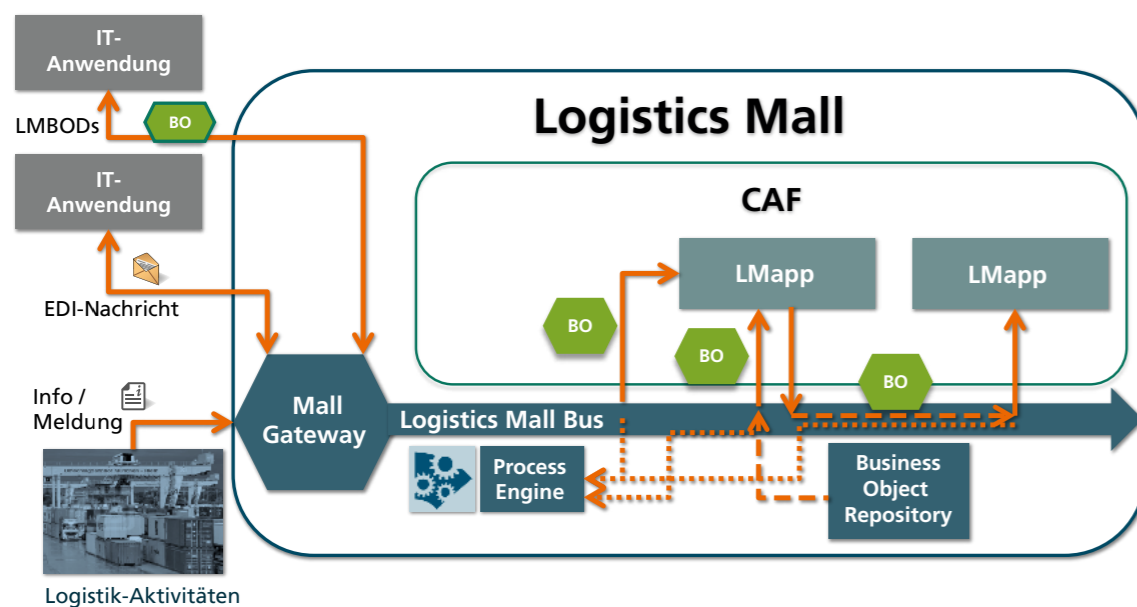 IT-
Anwendung
LMBODs
BO
IT-
Anwendung
EDI-Nachricht
Info /
Meldung
Logistik-Aktivitäten
Logistics Mall
CAF
LMapp
LMapp
BO
BO
BO
Mall
Gateway
Logistics Mall Bus
Process
Engine
Business
Object
Repository